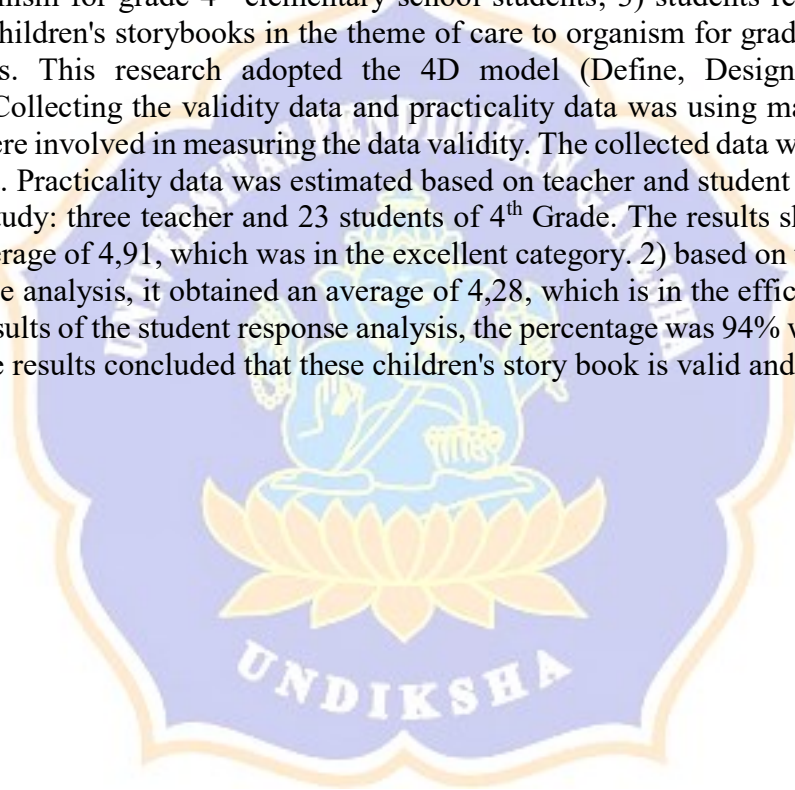 nism for grade 4th elementary school students; 3) students re
hildren's storybooks in the theme of care to organism for grad
s. This research adopted the 4D model (Define, Design
Collecting the validity data and practicality data was using ma
ere involved in measuring the data validity. The collected data w
. Practicality data was estimated based on teacher and student
tudy: three teacher and 23 students of 4th Grade. The results sh
erage of 4,91, which was in the excellent category. 2) based on
e analysis, it obtained an average of 4,28, which is in the effic
sults of the student response analysis, the percentage was 94% w
e results concluded that these children's story book is valid and
UNIVERSITAS PENDIDIKAN GANESHA
UNDIKSHA